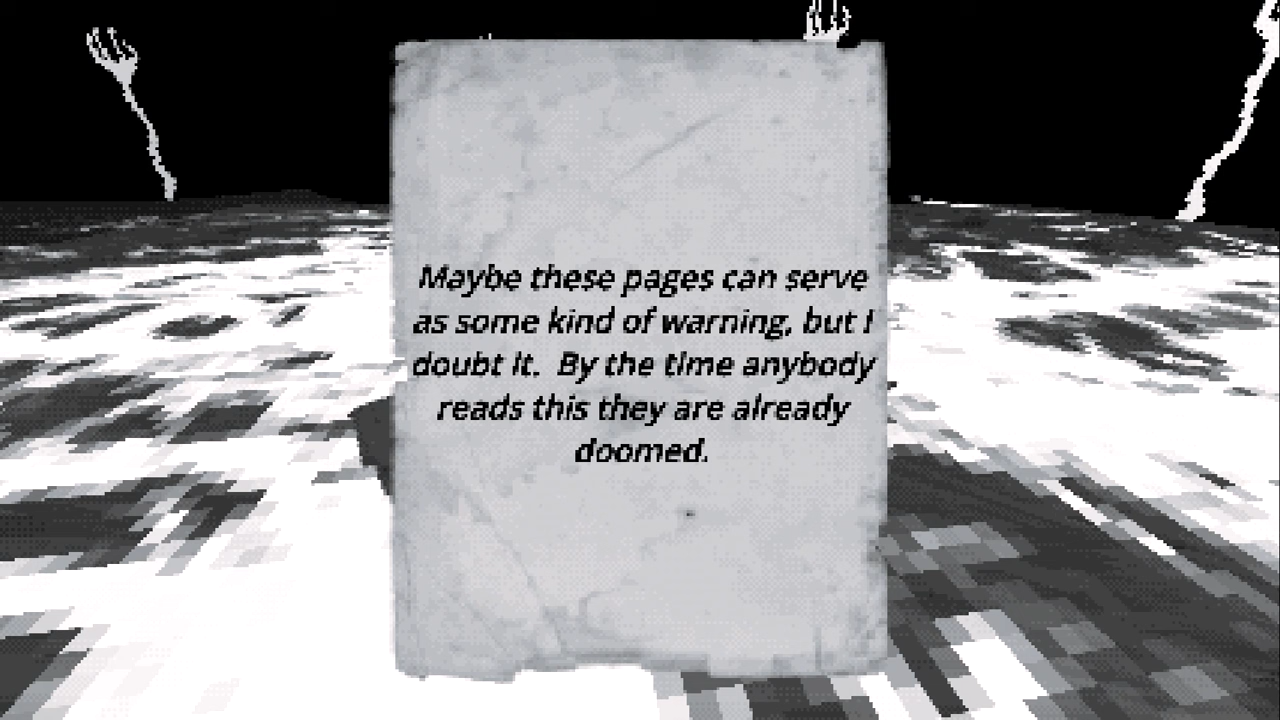 Maybe these pages can serve
as some kind of warning, but I
doubt it.  By the time anybody
reads this they are already
doomed.